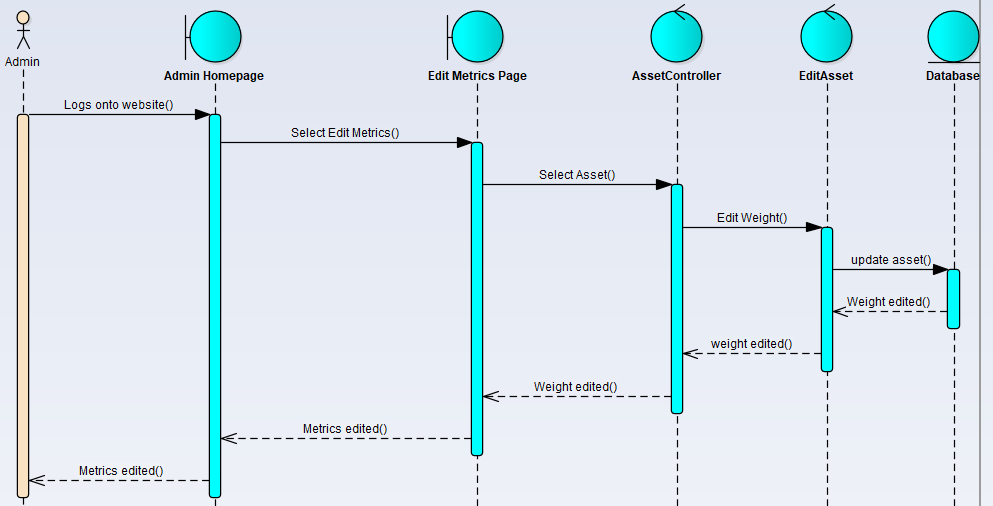 Admin
Admin Homepage
Edit Metrics Page
AssetController
EditAsset
Database
Logs onto website()
Select Edit Metrics()
Select Asset()
Edit Weight()
update asset()
Weight edited()
weight edited()
Weight edited()
Metrics edited()
Metrics edited()